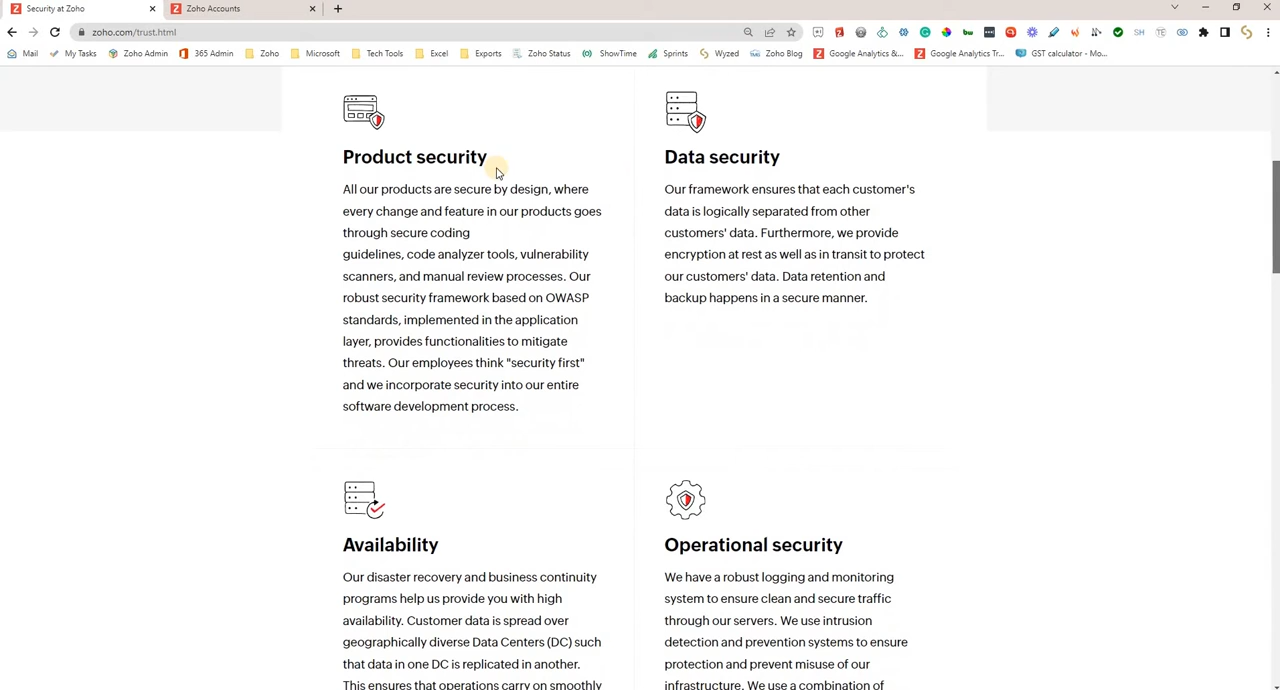 Security at Zoho
Zoho Accounts
zoho.com/trust.html
Mail My Tasks Zoho Admin 365 Admin Zoho Microsoft Tech Tools Excel Exports Zoho Status ShowTime Sprints Wyzed Zoho Blog Google Analytics &... Google Analytics Tr... GST calculator - Mo...
Product security
All our products are secure by design, where
every change and feature in our products goes
through secure coding
guidelines, code analyzer tools, vulnerability
scanners, and manual review processes. Our
robust security framework based on OWASP
standards, implemented in the application
layer, provides functionalities to mitigate
threats. Our employees think "security first"
and we incorporate security into our entire
software development process.
Data security
Our framework ensures that each customer's
data is logically separated from other
customers' data. Furthermore, we provide
encryption at rest as well as in transit to protect
our customers' data. Data retention and
backup happens in a secure manner.
Availability
Our disaster recovery and business continuity
programs help us provide you with high
availability. Customer data is spread over
geographically diverse Data Centers (DC) such
that data in one DC is replicated in another.
This ensures that operations carry on smoothly
Operational security
We have a robust logging and monitoring
system to ensure clean and secure traffic
through our servers. We use intrusion
detection and prevention systems to ensure
protection and prevent misuse of our
infrastructure. We use a combination of